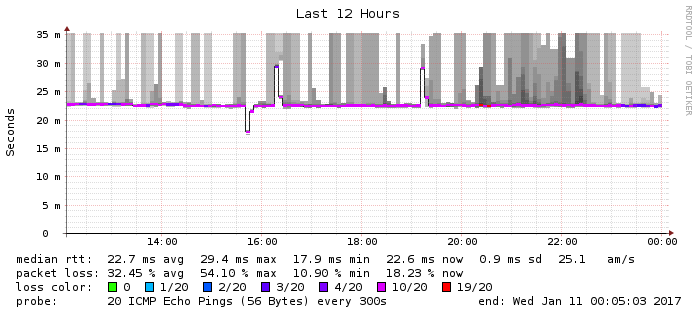 Last 12 Hours
RRDTOOL / TOBI OETIKER
Seconds
35 m
30 m
25 m
20 m
15 m
10 m
5 m
0
14:00 16:00 18:00 20:00 22:00 00:00
median rtt: 22.7 ms avg 29.4 ms max 17.9 ms min 22.6 ms now 0.9 ms sd 25.1 am/s
packet loss: 32.45 % avg 54.10 % max 10.90 % min 18.23 % now
loss color: 0 1/20 2/20 3/20 4/20 10/20 19/20
probe: 20 ICMP Echo Pings (56 Bytes) every 300s end: Wed Jan 11 00:05:03 2017